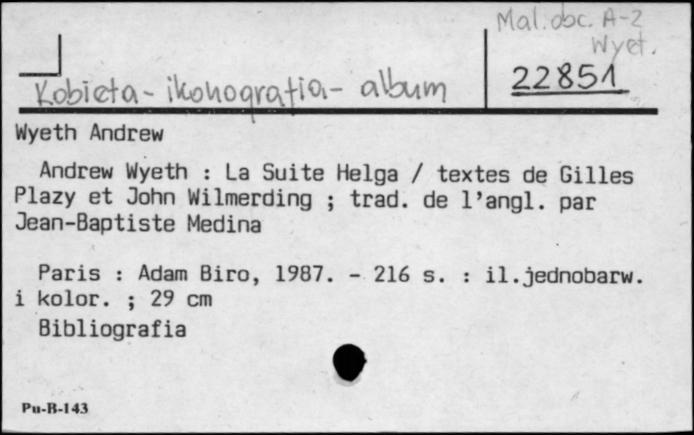 Mal. obc. A-2
Wyet.
22851
Kobieta - ikonografia - album
Wyeth Andrew
Andrew Wyeth : La Suite Helga / textes de Gilles
Plazy et John Wilmerding ; trad. de l'angl. par
Jean-Baptiste Medina
Paris : Adam Biro, 1987. - 216 s. : il.jednobarw.
i kolor. ; 29 cm
Bibliografia
Pu-B-143